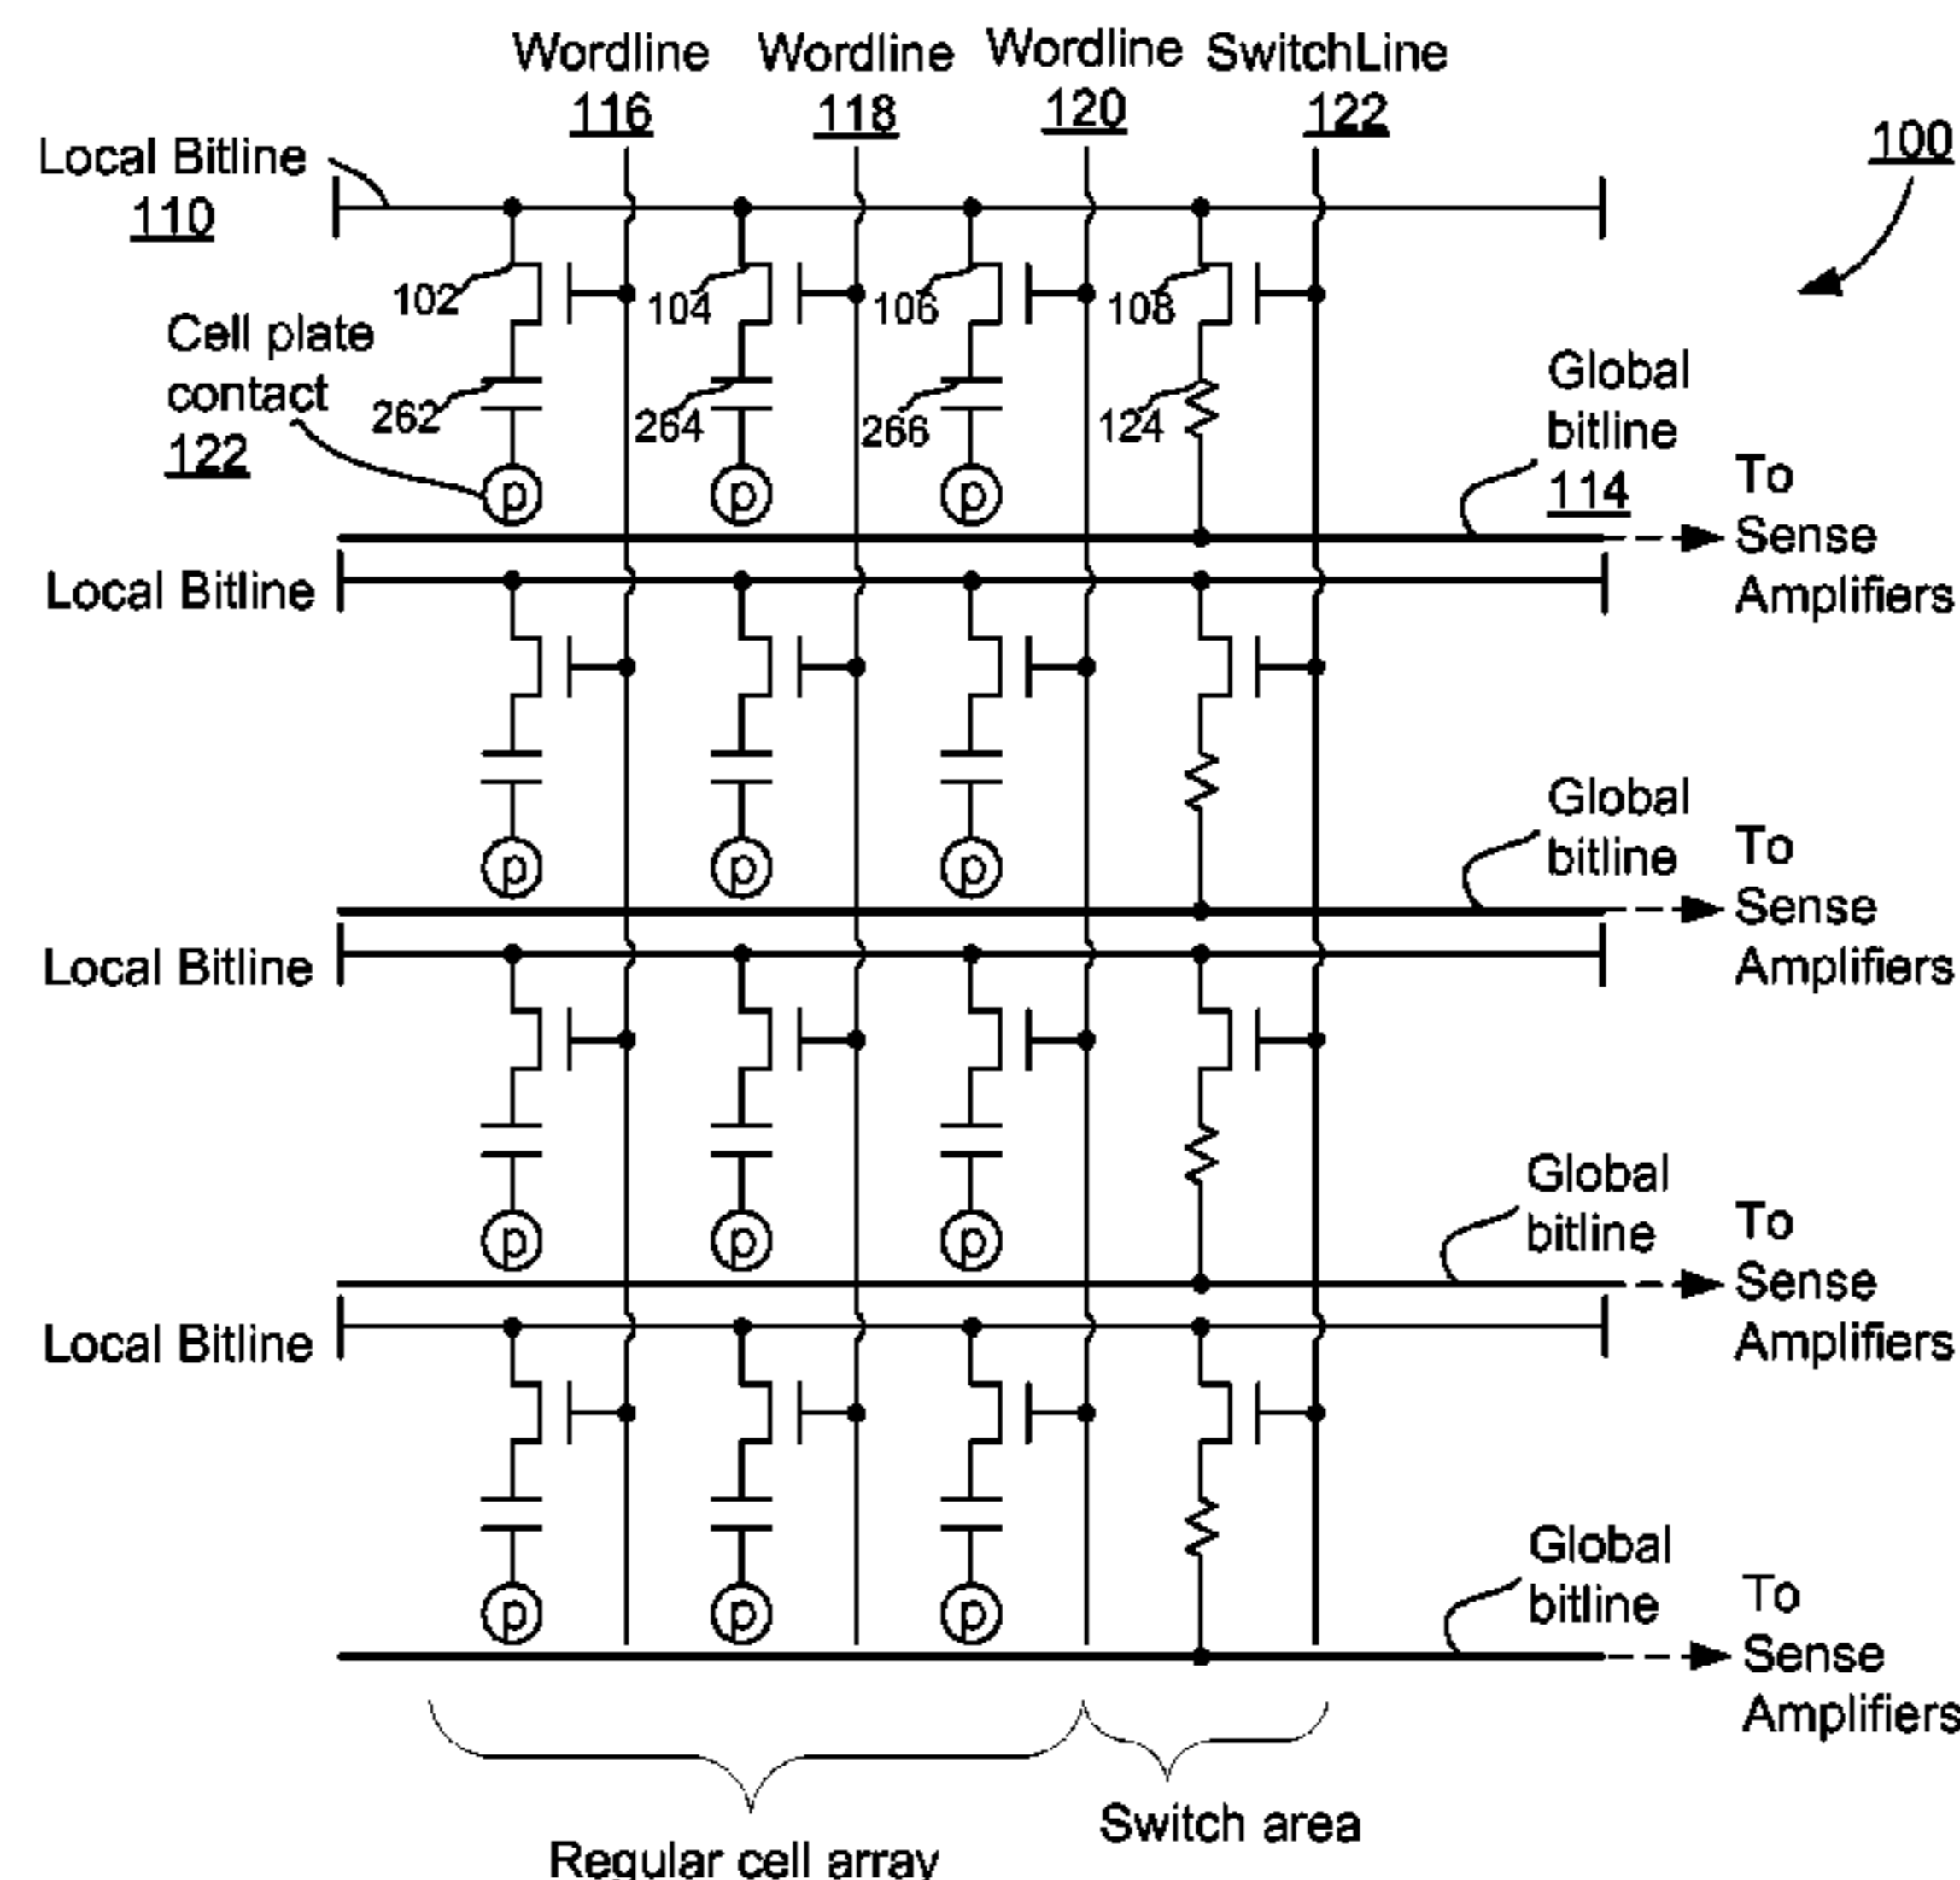 Wordline Wordline Wordline SwitchLine
116 118 120 122
100
Local Bitline
110
102 104 106 108
Cell plate
contact
122
262 264 266 124
Global
bitline
114
To
Sense
Amplifiers
Local Bitline
p p p
Global
bitline
To
Sense
Amplifiers
Local Bitline
p p p
Global
bitline
To
Sense
Amplifiers
Local Bitline
p p p
Global
bitline
To
Sense
Amplifiers
p p p
Regular cell array
Switch area